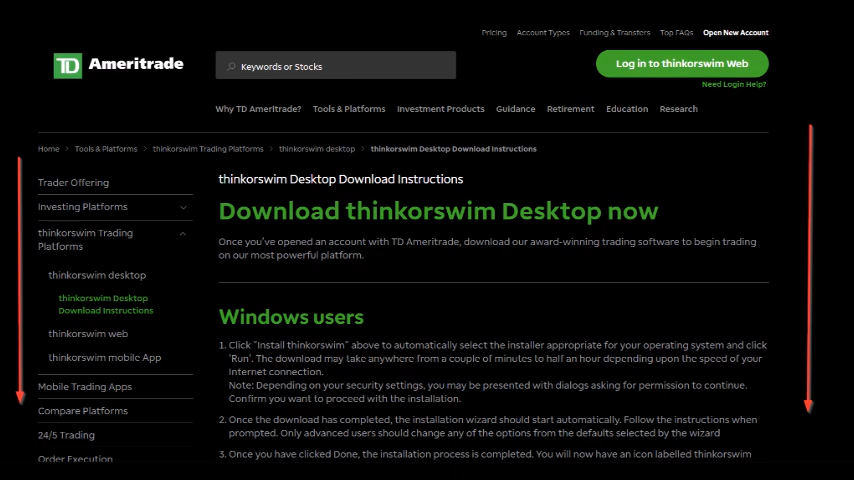 Pricing Account Types Funding & Transfers Top FAQs Open New Account
TD Ameritrade
Keywords or Stocks
Log in to thinkorswim Web
Need Login Help?
Why TD Ameritrade? Tools & Platforms Investment Products Guidance Retirement Education Research
Home > Tools & Platforms > thinkorswim Trading Platforms > thinkorswim desktop > thinkorswim Desktop Download Instructions
Trader Offering
Investing Platforms
thinkorswim Trading
Platforms
thinkorswim desktop
thinkorswim Desktop
Download Instructions
thinkorswim web
thinkorswim mobile App
Mobile Trading Apps
Compare Platforms
24/5 Trading
Order Execution
thinkorswim Desktop Download Instructions
Download thinkorswim Desktop now
Once you've opened an account with TD Ameritrade, download our award-winning trading software to begin trading
on our most powerful platform.
Windows users
1. Click "Install thinkorswim" above to automatically select the installer appropriate for your operating system and click
'Run'. The download may take anywhere from a couple of minutes to half an hour depending upon the speed of your
Internet connection.
Note: Depending on your security settings, you may be presented with dialogs asking for permission to continue.
Confirm you want to proceed with the installation.
2. Once the download has completed, the installation wizard should start automatically. Follow the instructions when
prompted. Only advanced users should change any of the options from the defaults selected by the wizard
3. Once you have clicked Done, the installation process is completed. You will now have an icon labelled thinkorswim